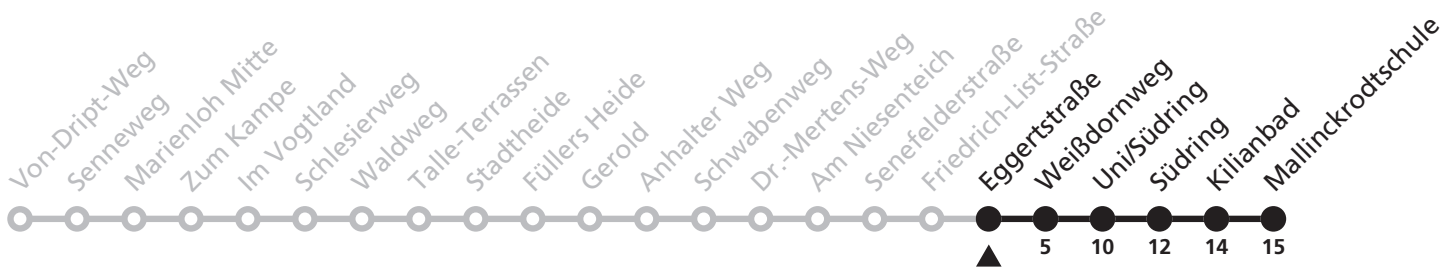 Von-Dript-Weg
Senneweg
Marienloh Mitte
Zum Kampe
Im Vogtland
Schlesierweg
Waldweg
Talle-Terrassen
Stadtheide
Füllers Heide
Gerold
Anhalter Weg
Schwabenweg
Dr.-Mertens-Weg
Am Niesenteich
Senefelderstraße
Friedrich-List-Straße
Eggertstraße
Weißdornweg
Uni/Südring
Südring
Kilianbad
Mallinckrodtschule
5 10 12 14 15